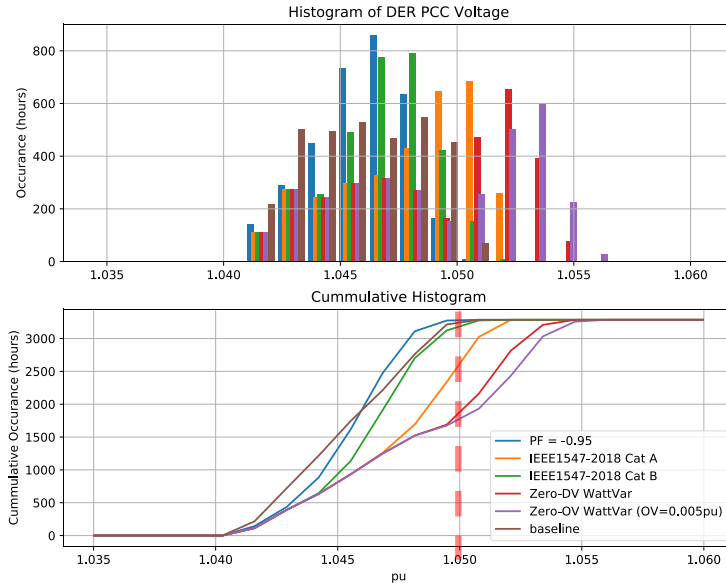 Histogram of DER PCC Voltage
Occurance (hours)
800
600
400
200
0
1.035 1.040 1.045 1.050 1.055 1.060
Cummulative Histogram
Cummulative Occurance (hours)
3000
2500
2000
1500
1000
500
0
PF = -0.95
IEEE1547-2018 Cat A
IEEE1547-2018 Cat B
Zero-DV WattVar
Zero-OV WattVar (OV=0.005pu)
baseline
1.035 1.040 1.045 1.050 1.055 1.060
pu